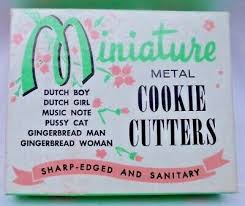 Miniature
METAL
COOKIE
CUTTERS
DUTCH BOY
DUTCH GIRL
MUSIC NOTE
PUSSY CAT
GINGERBREAD MAN
GINGERBREAD WOMAN
SHARP-EDGED AND SANITARY